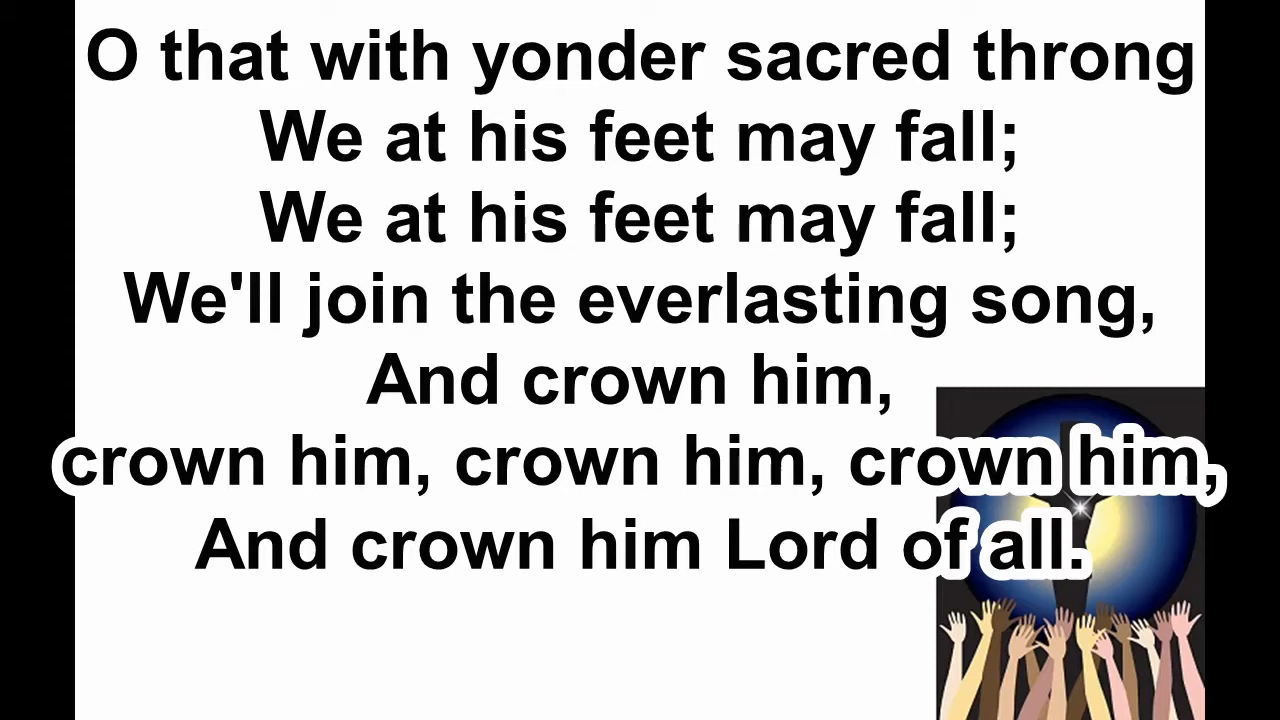 O that with yonder sacred throng
We at his feet may fall;
We at his feet may fall;
We'll join the everlasting song,
And crown him,
crown him, crown him, crown him,
And crown him Lord of all.